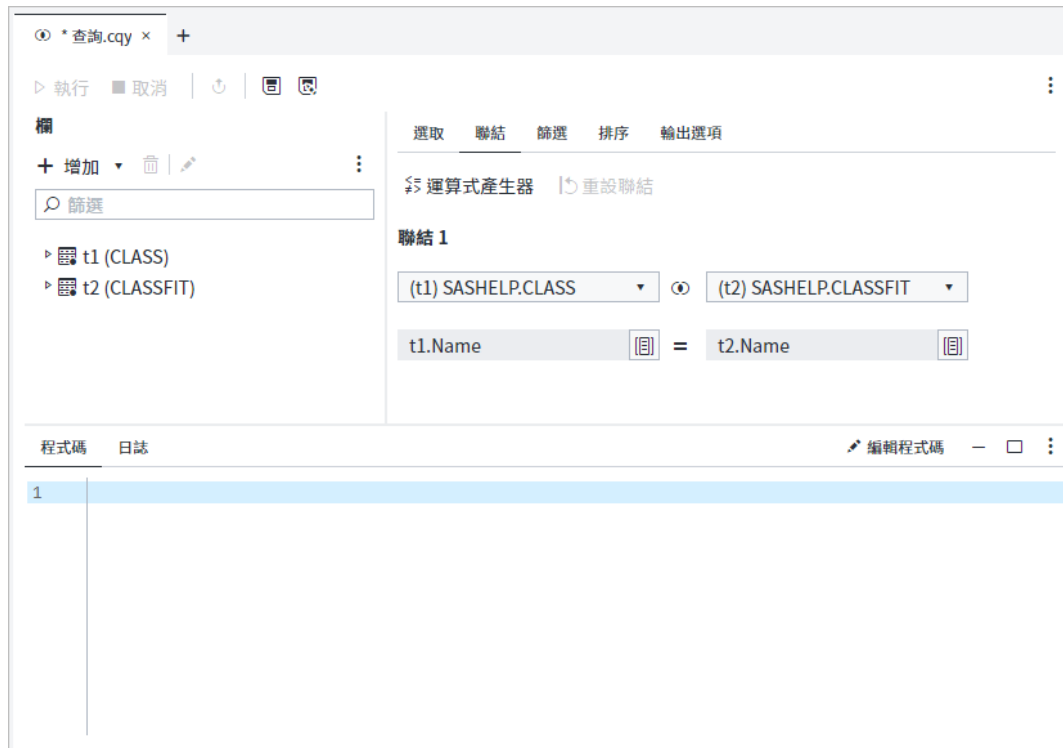 * 查詢.cqy × +
執行 取消
欄
+ 增加
篩選
t1 (CLASS)
t2 (CLASSFIT)
選取 聯結 篩選 排序 輸出選項
運算式產生器 重設聯結
聯結 1
(t1) SASHELP.CLASS (t2) SASHELP.CLASSFIT
t1.Name = t2.Name
程式碼 日誌 編輯程式碼
1